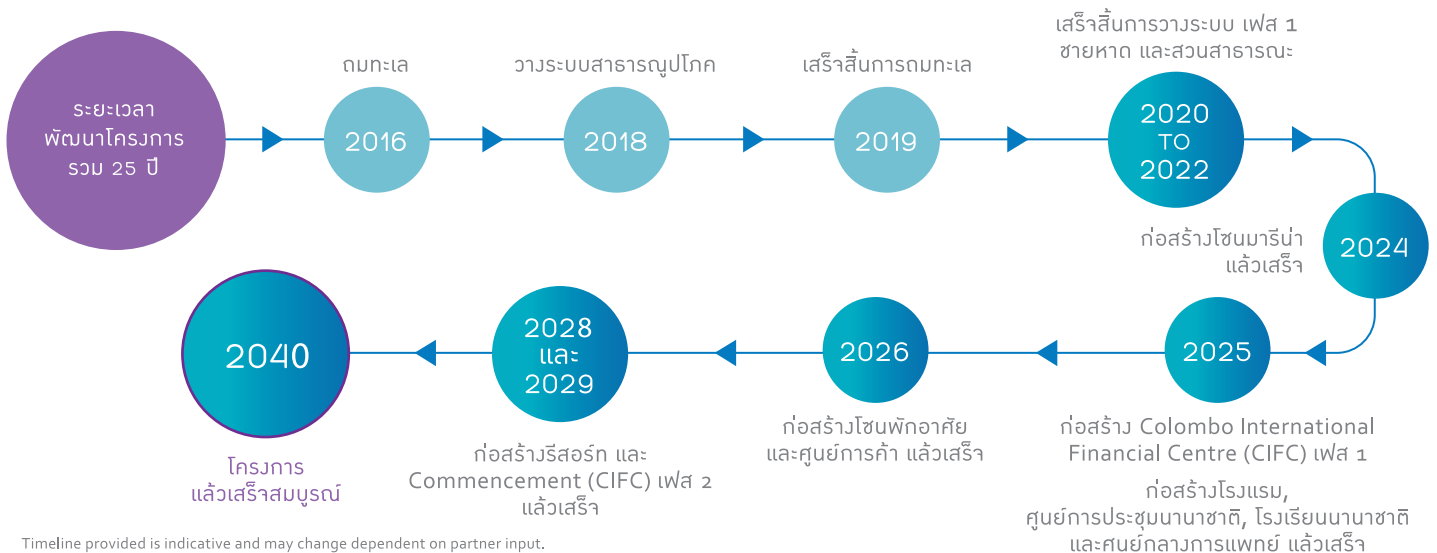 ระยะเวลา
พัฒนาโครงการ
รวม 25 ปี
ถมทะเล
2016
วางระบบสาธารณูปโภค
2018
เสร็จสิ้นการถมทะเล
2019
เสร็จสิ้นการวางระบบ เฟส 1
ชายหาด และสวนสาธารณะ
2020
TO
2022
ก่อสร้างโซนมารีน่า
แล้วเสร็จ
2024
2025
ก่อสร้าง Colombo International
Financial Centre (CIFC) เฟส 1
ก่อสร้างโรงแรม,
ศูนย์การประชุมนานาชาติ, โรงเรียนนานาชาติ
และศูนย์กลางการแพทย์ แล้วเสร็จ
2026
ก่อสร้างโซนพักอาศัย
และศูนย์การค้า แล้วเสร็จ
2028
และ
2029
ก่อสร้างรีสอร์ท และ
Commencement (CIFC) เฟส 2
แล้วเสร็จ
2040
โครงการ
แล้วเสร็จสมบูรณ์
Timeline provided is indicative and may change dependent on partner input.